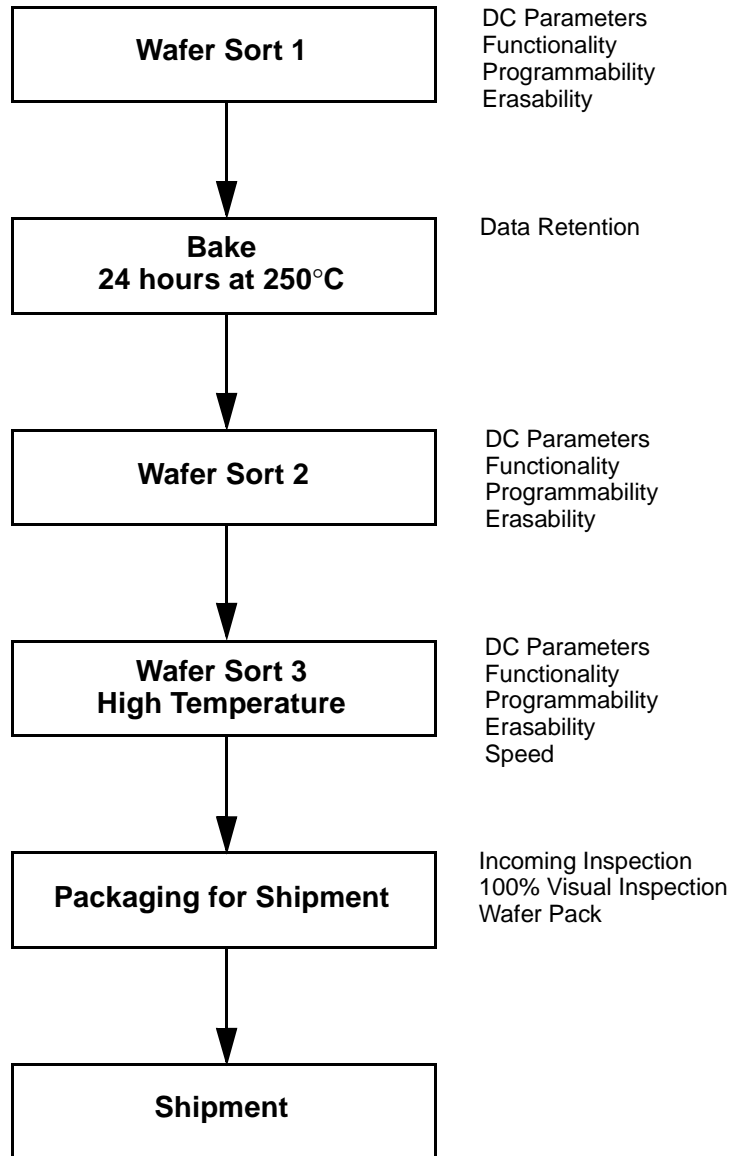 Wafer Sort 1
DC Parameters
Functionality
Programmability
Erasability
Bake
24 hours at 250°C
Data Retention
Wafer Sort 2
DC Parameters
Functionality
Programmability
Erasability
Wafer Sort 3
High Temperature
DC Parameters
Functionality
Programmability
Erasability
Speed
Packaging for Shipment
Incoming Inspection
100% Visual Inspection
Wafer Pack
Shipment